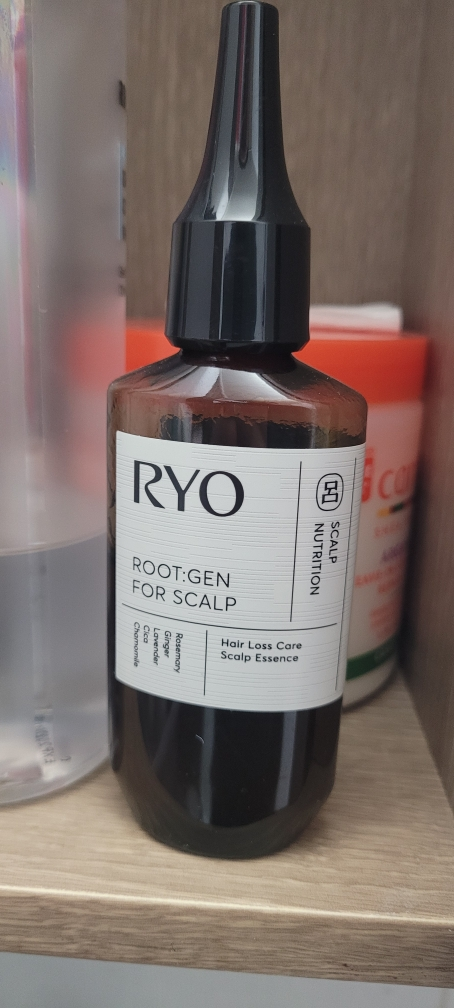 RYO
SCALP
NUTRITION
ROOT:GEN
FOR SCALP
Rosemary
Ginger
Lavender
Cica
Chamomile
Hair Loss Care
Scalp Essence